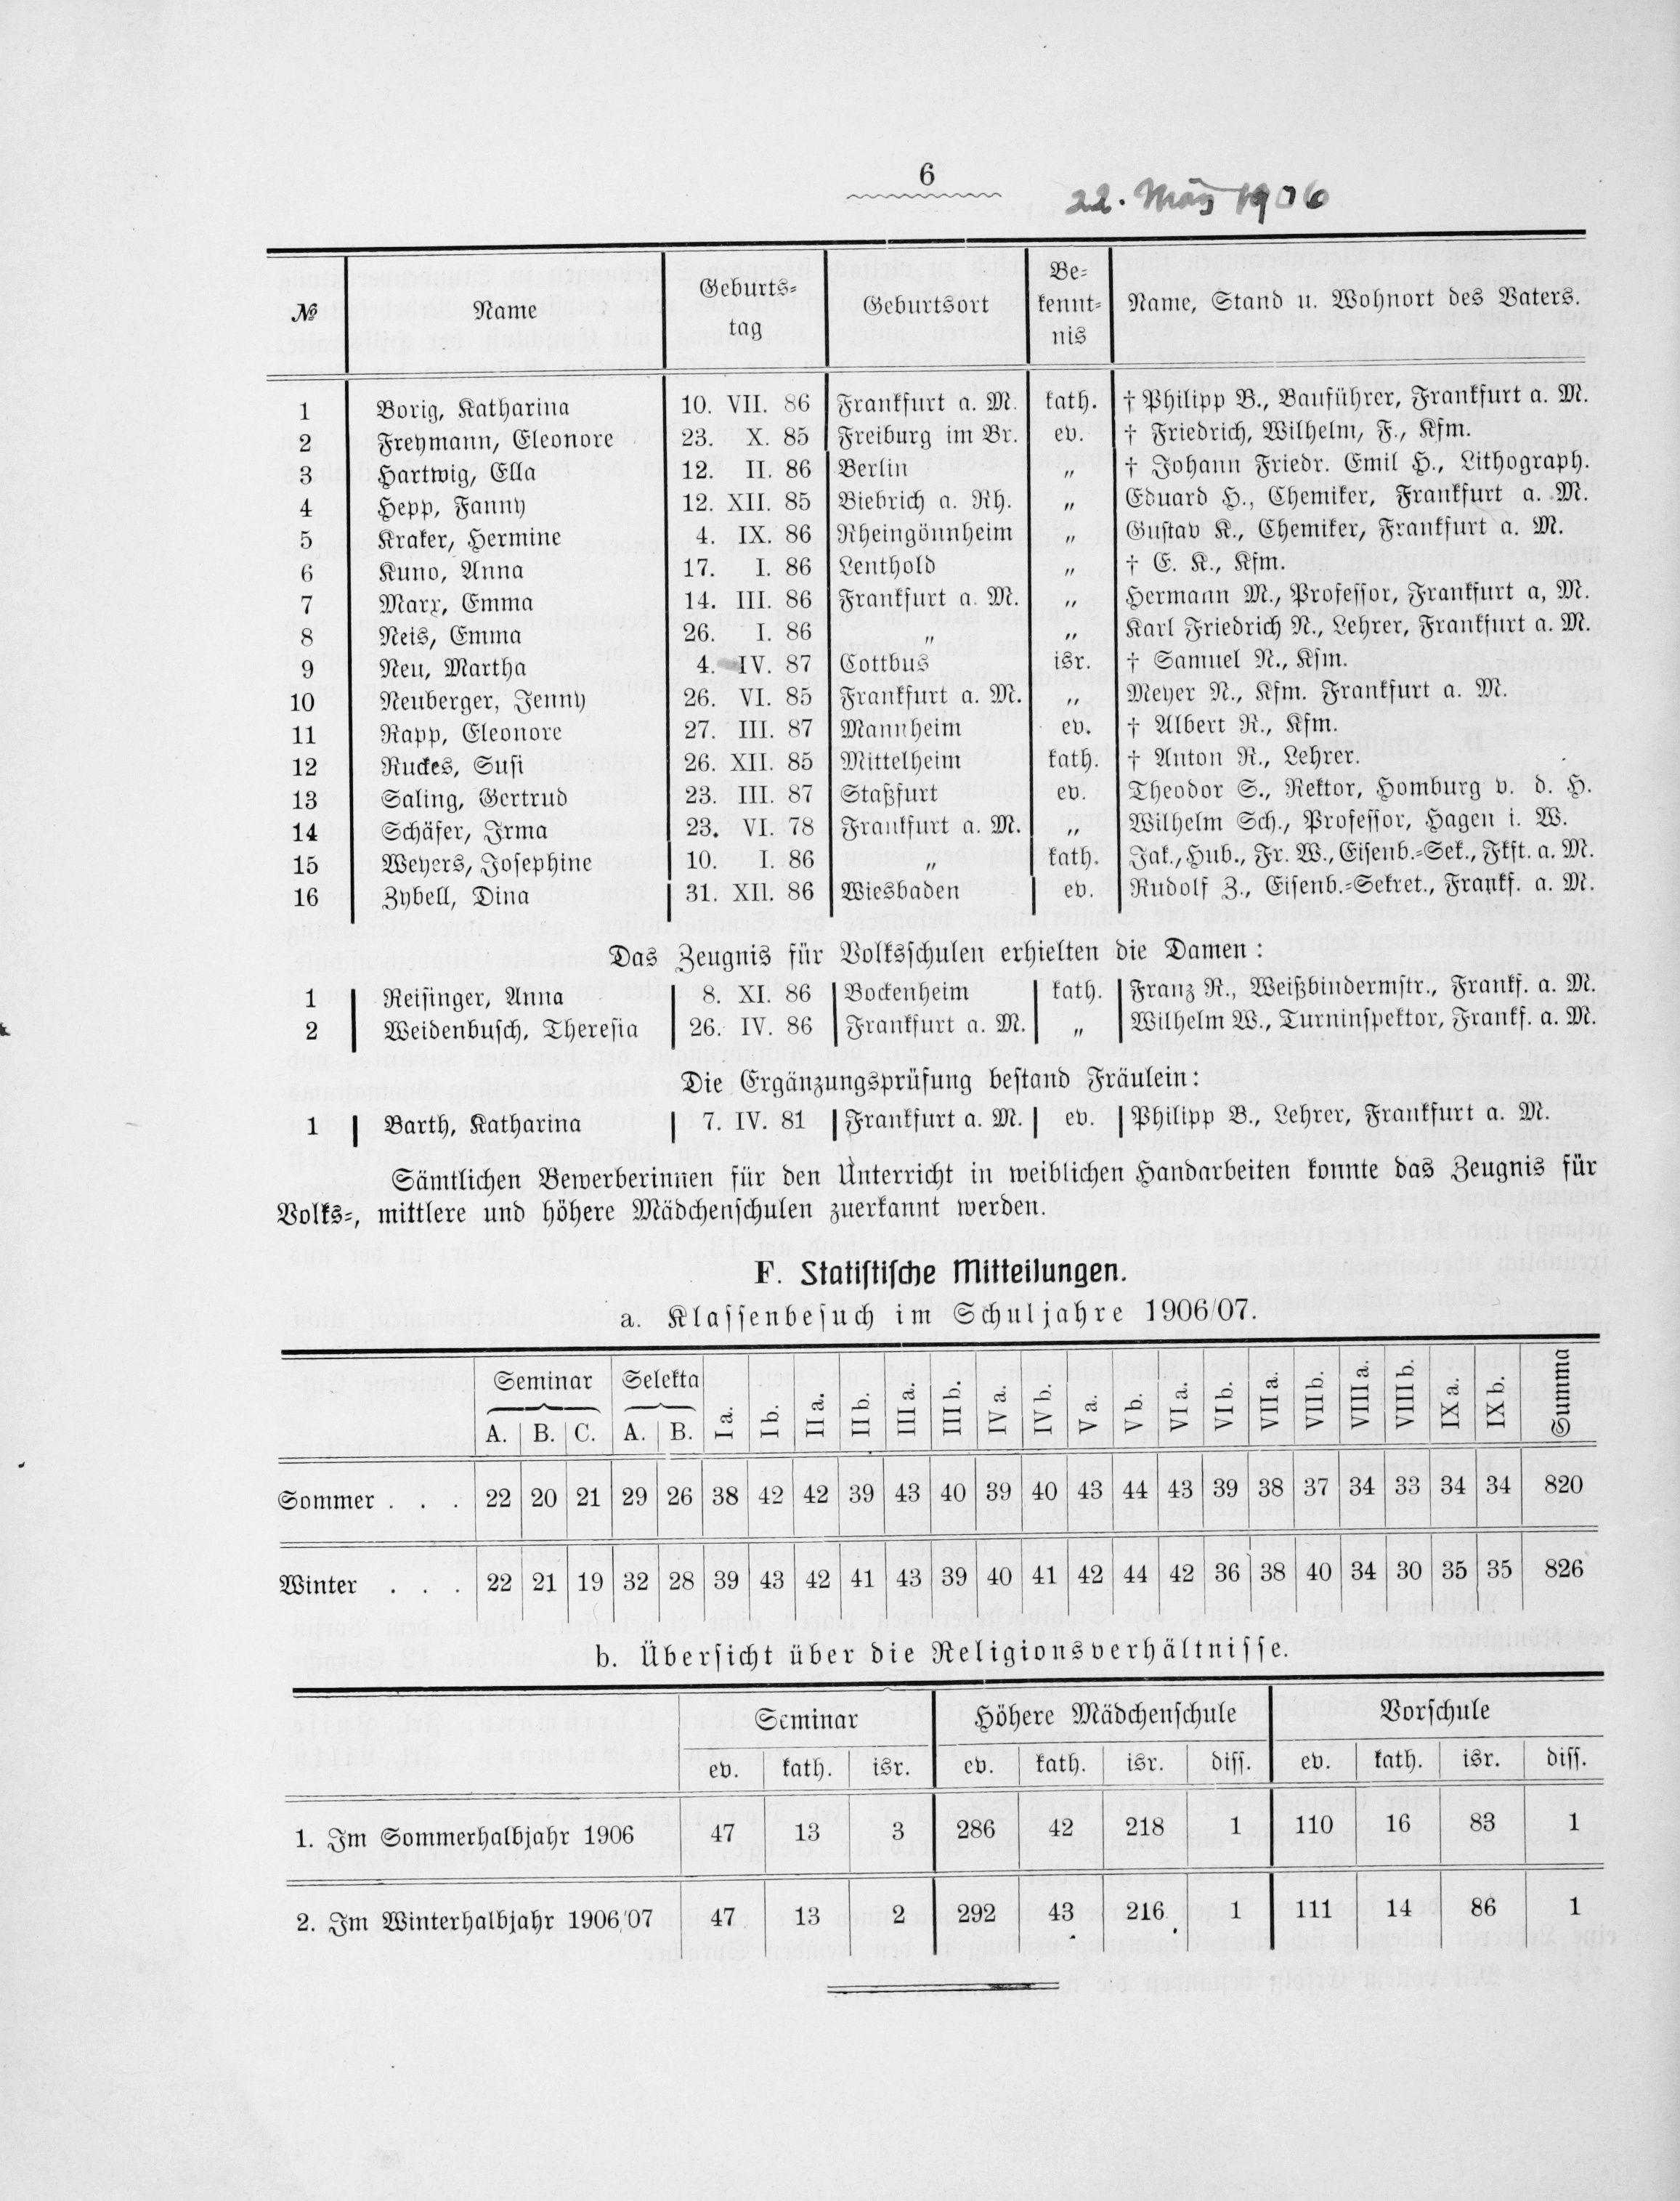 6
22. März 1906
№ Name Geburts- tag Geburtsort Be- kennt- nis Name, Stand u. Wohnort des Vaters.
1 Borig, Katharina 10. VII. 86 Frankfurt a. M. kath. † Philipp B., Bauführer, Frankfurt a. M.
2 Freymann, Eleonore 23. X. 85 Freiburg im Br. ev. † Friedrich, Wilhelm, F., Kfm.
3 Hartwig, Ella 12. II. 86 Berlin „ † Johann Friedr. Emil H., Lithograph.
4 Hepp, Fanny 12. XII. 85 Biebrich a. Rh. „ Eduard H., Chemiker, Frankfurt a. M.
5 Kraker, Hermine 4. IX. 86 Rheingönnheim „ Gustav K., Chemiker, Frankfurt a. M.
6 Kuno, Anna 17. I. 86 Lenthold „ † E. K., Kfm.
7 Marx, Emma 14. III. 86 Frankfurt a. M. „ Hermann M., Professor, Frankfurt a, M.
8 Neis, Emma 26. I. 86 „ „ Karl Friedrich N., Lehrer, Frankfurt a. M.
9 Neu, Martha 4. IV. 87 Cottbus isr. † Samuel N., Kfm.
10 Neuberger, Jenny 26. VI. 85 Frankfurt a. M. „ Meyer N., Kfm. Frankfurt a. M.
11 Rapp, Eleonore 27. III. 87 Mannheim ev. † Albert R., Kfm.
12 Ruckes, Susi 26. XII. 85 Mittelheim kath. † Anton R., Lehrer.
13 Saling, Gertrud 23. III. 87 Staßfurt ev. Theodor S., Rektor, Homburg v. d. H.
14 Schäfer, Irma 23. VI. 78 Frankfurt a. M. „ Wilhelm Sch., Professor, Hagen i. W.
15 Weyers, Josephine 10. I. 86 „ kath. Jak., Hub., Fr. W., Eisenb.-Sek., Fkft. a. M.
16 Zybell, Dina 31. XII. 86 Wiesbaden ev. Rudolf Z., Eisenb.-Sekret., Frankf. a. M.
Das Zeugnis für Volksschulen erhielten die Damen:
1 Reisinger, Anna 8. XI. 86 Bockenheim kath. Franz R., Weißbindermstr., Frankf. a. M.
2 Weidenbusch, Theresia 26. IV. 86 Frankfurt a. M. „ Wilhelm W., Turninspektor, Frankf. a. M.
Die Ergänzungsprüfung bestand Fräulein:
1 Barth, Katharina 7. IV. 81 Frankfurt a. M. ev. Philipp B., Lehrer, Frankfurt a. M.
Sämtlichen Bewerberinnen für den Unterricht in weiblichen Handarbeiten konnte das Zeugnis für
Volks-, mittlere und höhere Mädchenschulen zuerkannt werden.
F. Statistische Mitteilungen.
a. Klassenbesuch im Schuljahre 1906/07.
Seminar Selekta
A. B. C. A. B. I a. I b. II a. II b. III a. III b. IV a. IV b. V a. V b. VI a. VI b. VII a. VII b. VIII a. VIII b. IX a. IX b. Summa
Sommer . . . 22 20 21 29 26 38 42 42 39 43 40 39 40 43 44 43 39 38 37 34 33 34 34 820
Winter . . . 22 21 19 32 28 39 43 42 41 43 39 40 41 42 44 42 36 38 40 34 30 35 35 826
b. Übersicht über die Religionsverhältnisse.
Seminar Höhere Mädchenschule Vorschule
ev. kath. isr. ev. kath. isr. diss. ev. kath. isr. diss.
1. Im Sommerhalbjahr 1906 47 13 3 286 42 218 1 110 16 83 1
2. Im Winterhalbjahr 1906/07 47 13 2 292 43 216 1 111 14 86 1